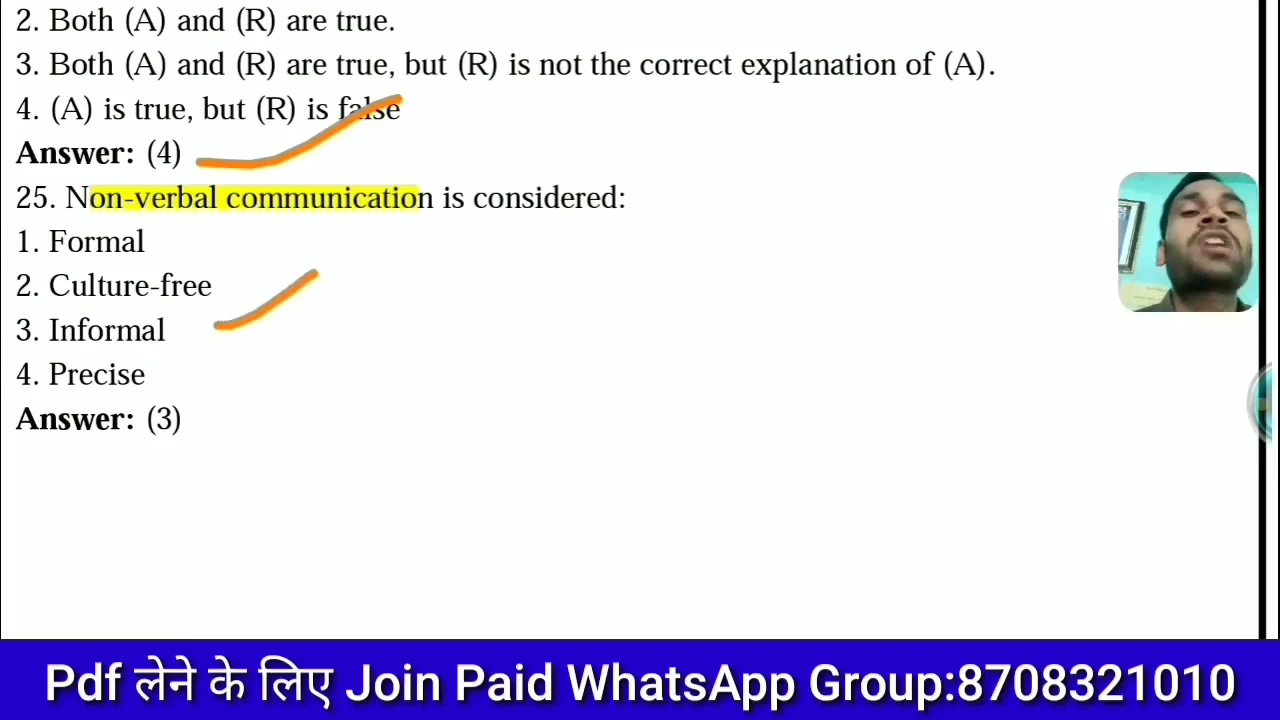 2. Both (A) and (R) are true.
3. Both (A) and (R) are true, but (R) is not the correct explanation of (A).
4. (A) is true, but (R) is false
Answer: (4)
25. Non-verbal communication is considered:
1. Formal
2. Culture-free
3. Informal
4. Precise
Answer: (3)
Pdf लेने के लिए Join Paid WhatsApp Group:8708321010